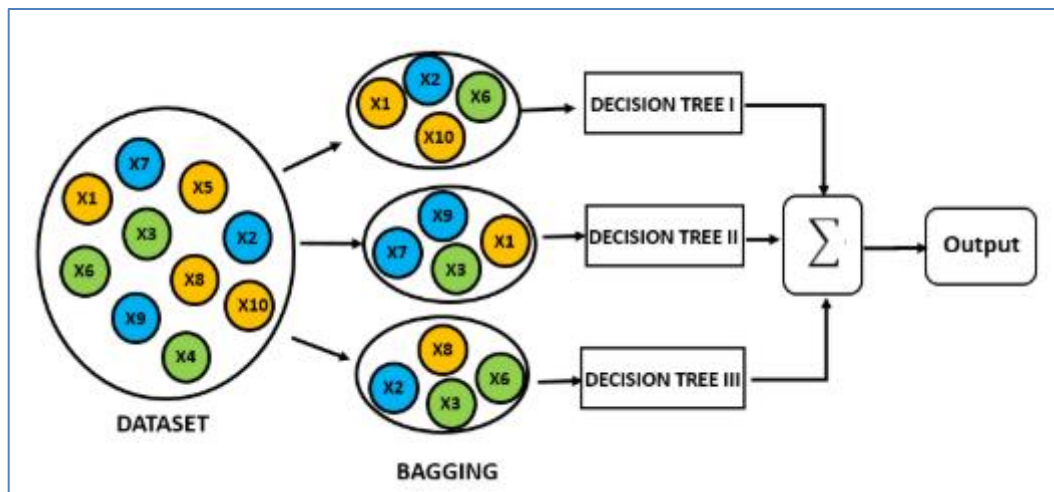 X7
X1
X5
X3
X2
X6
X8
X10
X9
X4
DATASET
X2
X1
X6
X10
X9
X7
X1
X3
X8
X2
X6
X3
BAGGING
DECISION TREE I
DECISION TREE II
DECISION TREE III
∑
Output